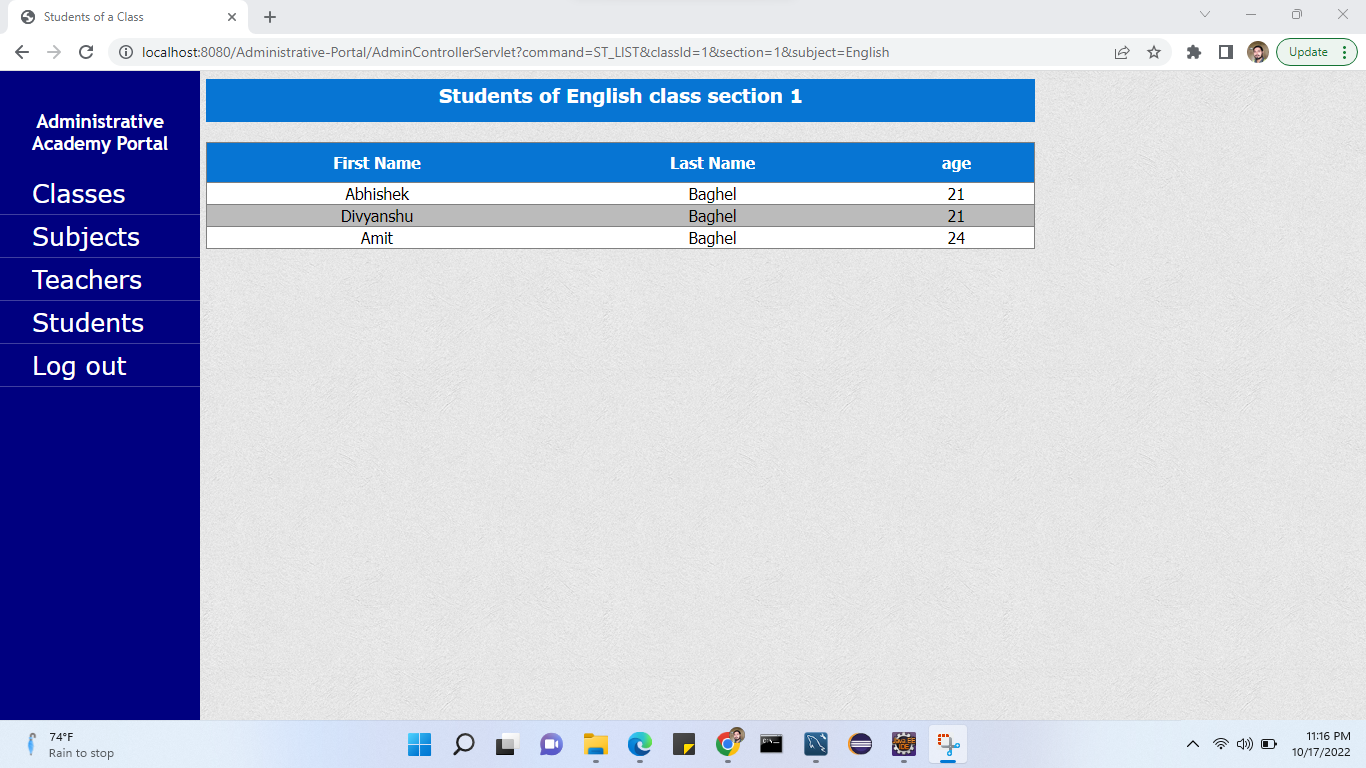 Students of a Class
localhost:8080/Administrative-Portal/AdminControllerServlet?command=ST_LIST&classId=1&section=1&subject=English
Update
Administrative
Academy Portal
Classes
Subjects
Teachers
Students
Log out
Students of English class section 1
First Name Last Name age
Abhishek Baghel 21
Divyanshu Baghel 21
Amit Baghel 24
74°F
Rain to stop
11:16 PM
10/17/2022